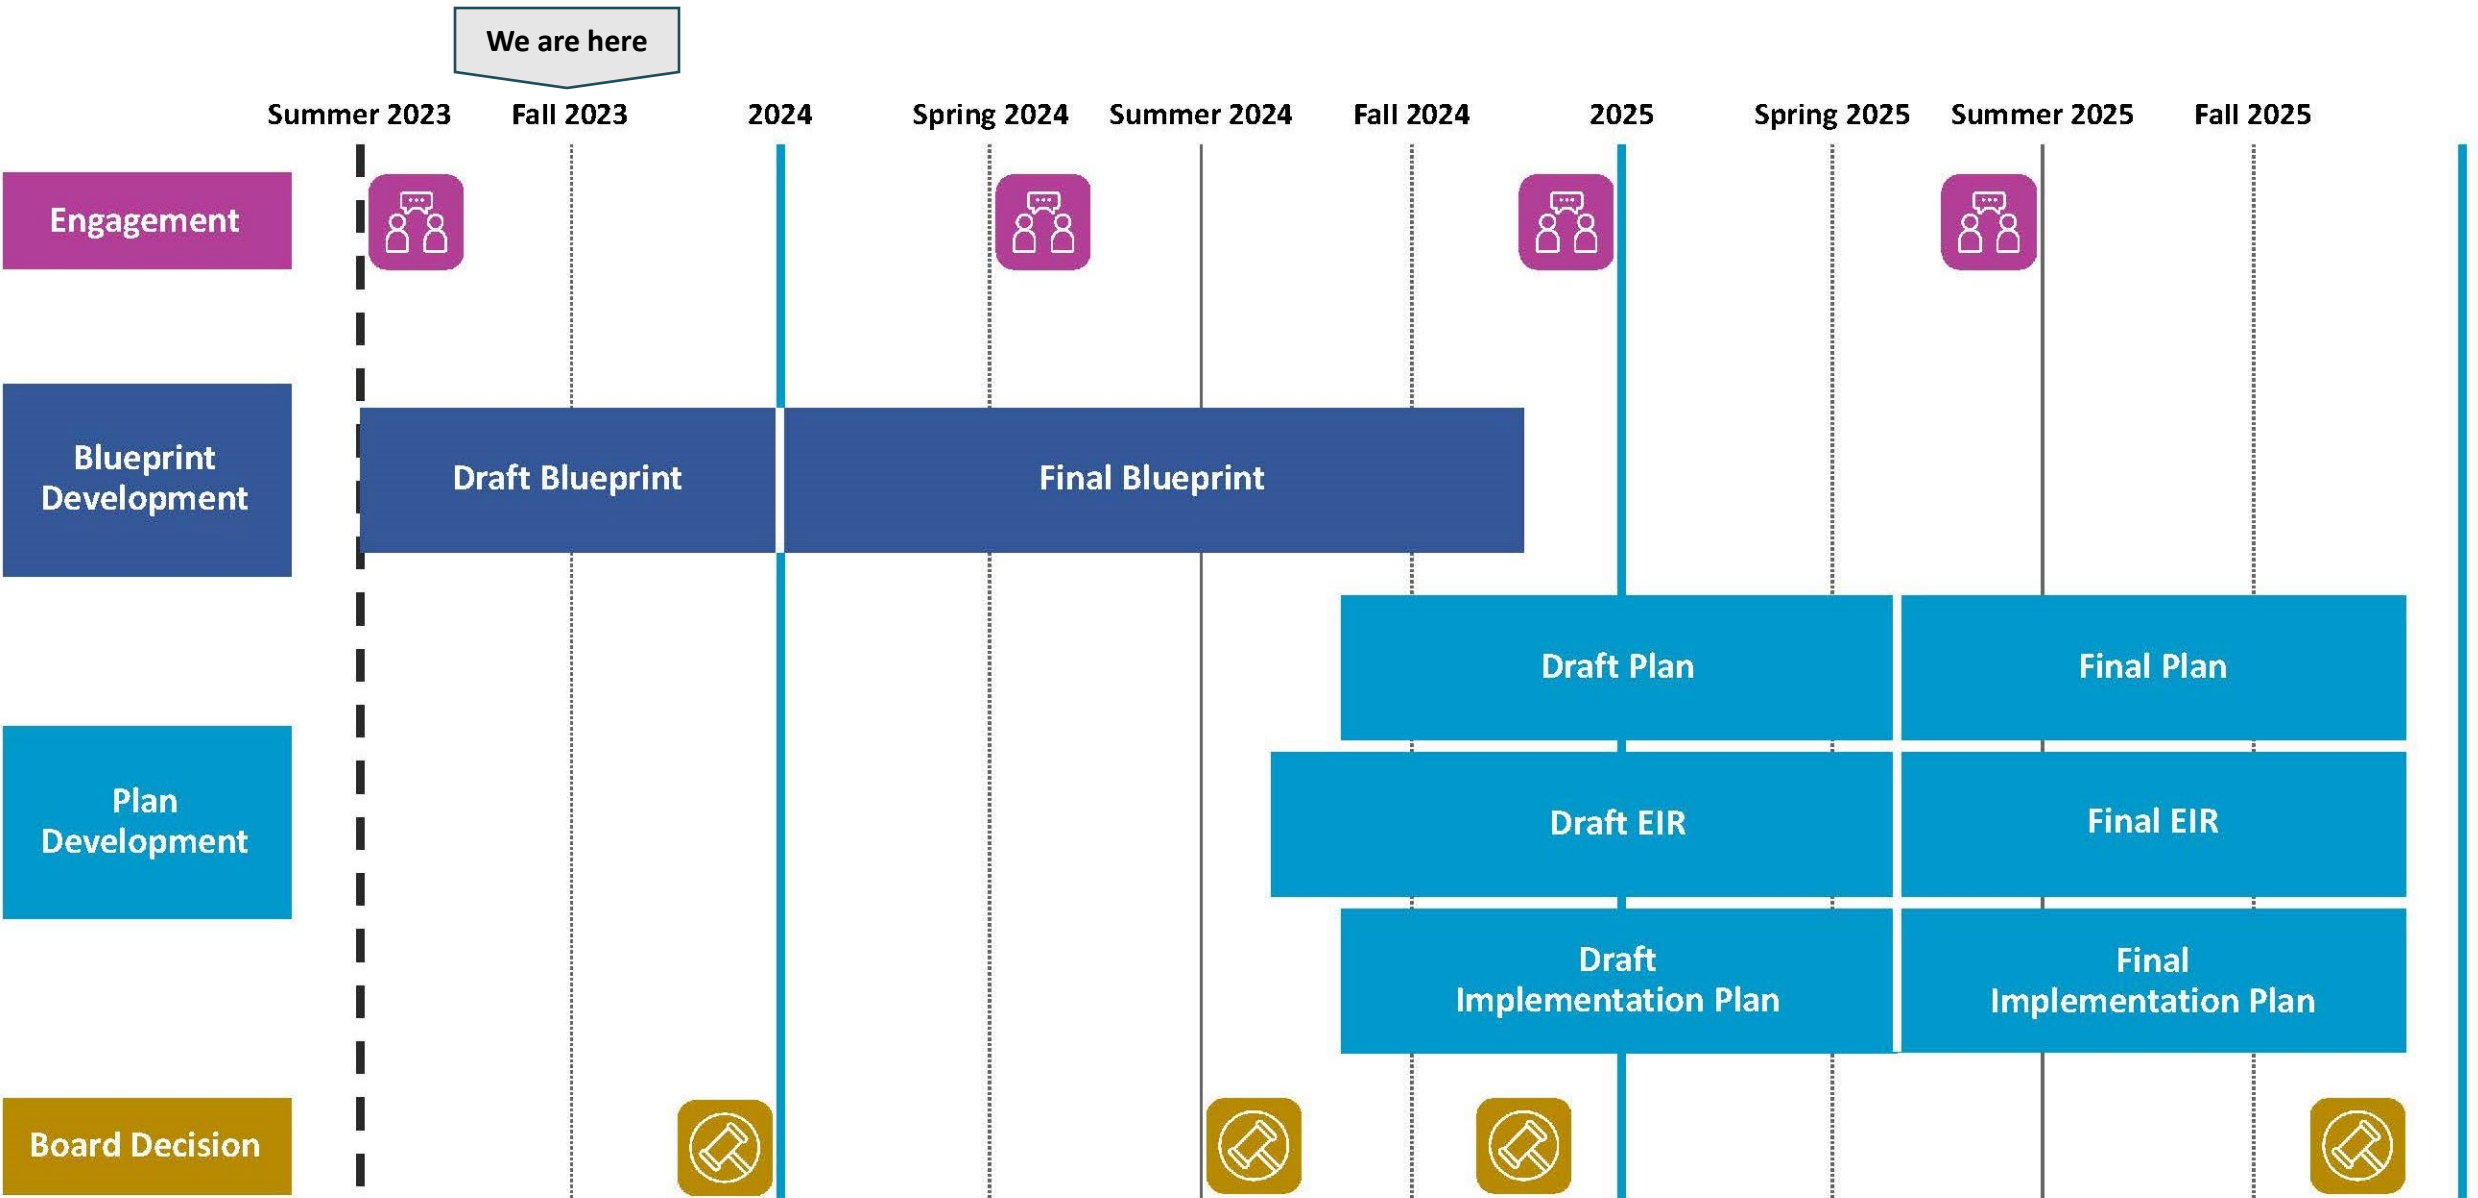 We are here
Summer 2023
Fall 2023
2024
Spring 2024
Summer 2024
Fall 2024
2025
Spring 2025
Summer 2025
Fall 2025
Engagement
Blueprint
Development
Draft Blueprint
Final Blueprint
Draft Plan
Final Plan
Plan
Development
Draft EIR
Final EIR
Draft
Implementation Plan
Final
Implementation Plan
Board Decision